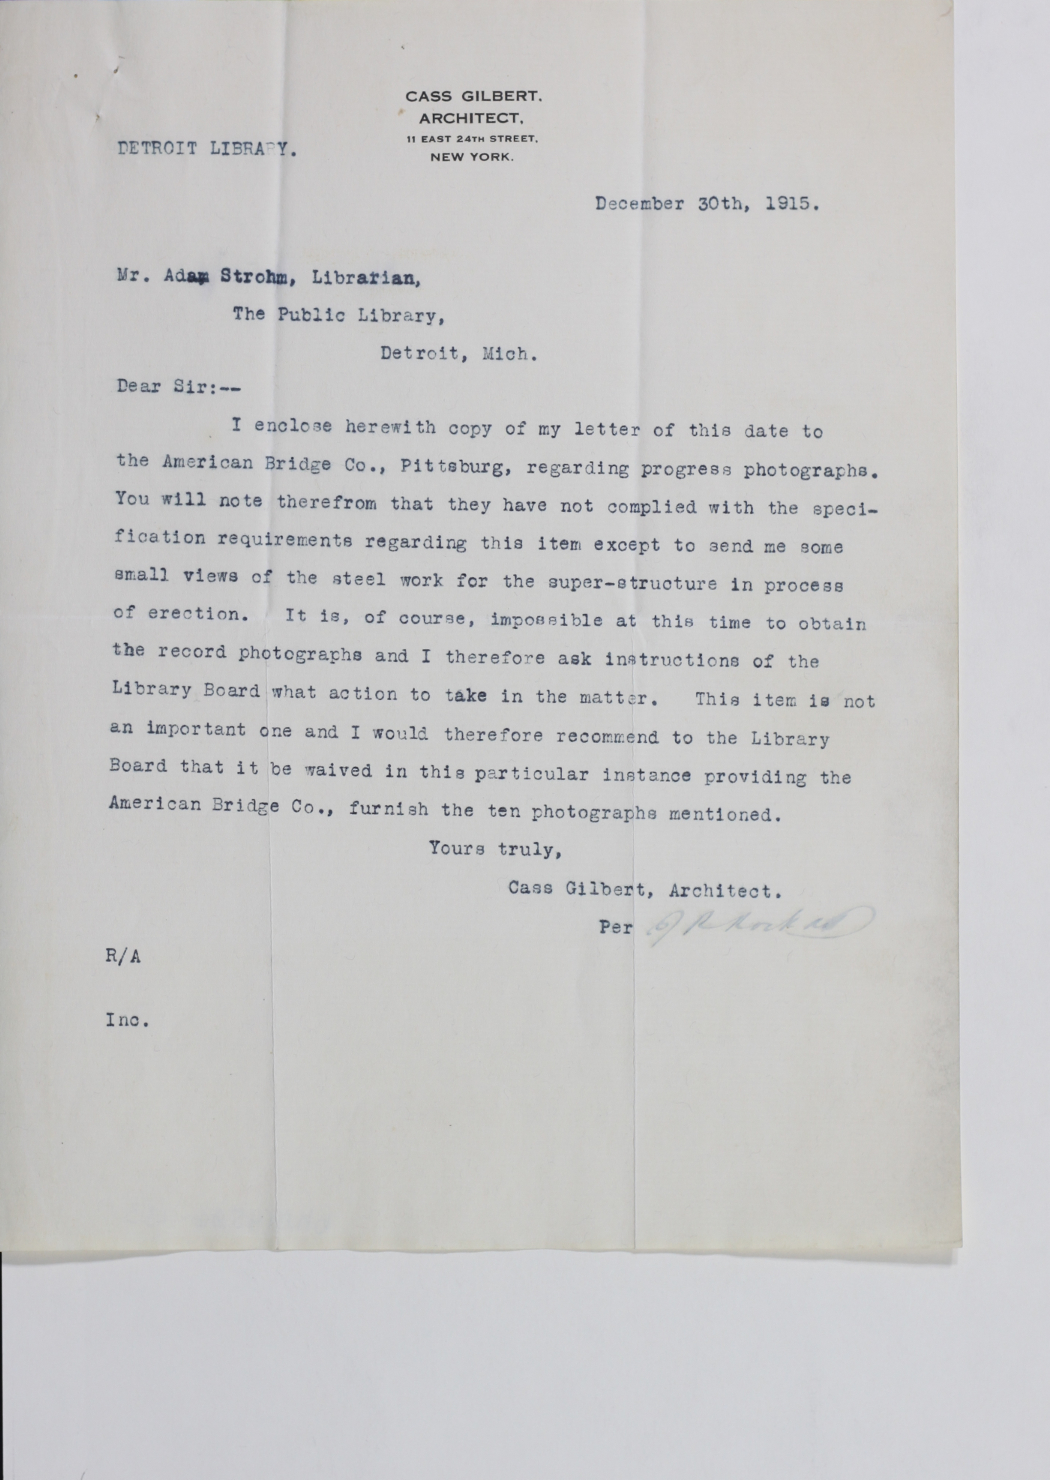 CASS GILBERT,
ARCHITECT,
11 EAST 24TH STREET,
NEW YORK.
DETROIT LIBRARY.
December 30th, 1915.
Mr. Adam Strohm, Librarian,
The Public Library,
Detroit, Mich.
Dear Sir:--
I enclose herewith copy of my letter of this date to
the American Bridge Co., Pittsburg, regarding progress photographs.
You will note therefrom that they have not complied with the speci-
fication requirements regarding this item except to send me some
small views of the steel work for the super-structure in process
of erection. It is, of course, impossible at this time to obtain
the record photographs and I therefore ask instructions of the
Library Board what action to take in the matter. This item is not
an important one and I would therefore recommend to the Library
Board that it be waived in this particular instance providing the
American Bridge Co., furnish the ten photographs mentioned.
Yours truly,
Cass Gilbert, Architect.
Per
R/A
Inc.